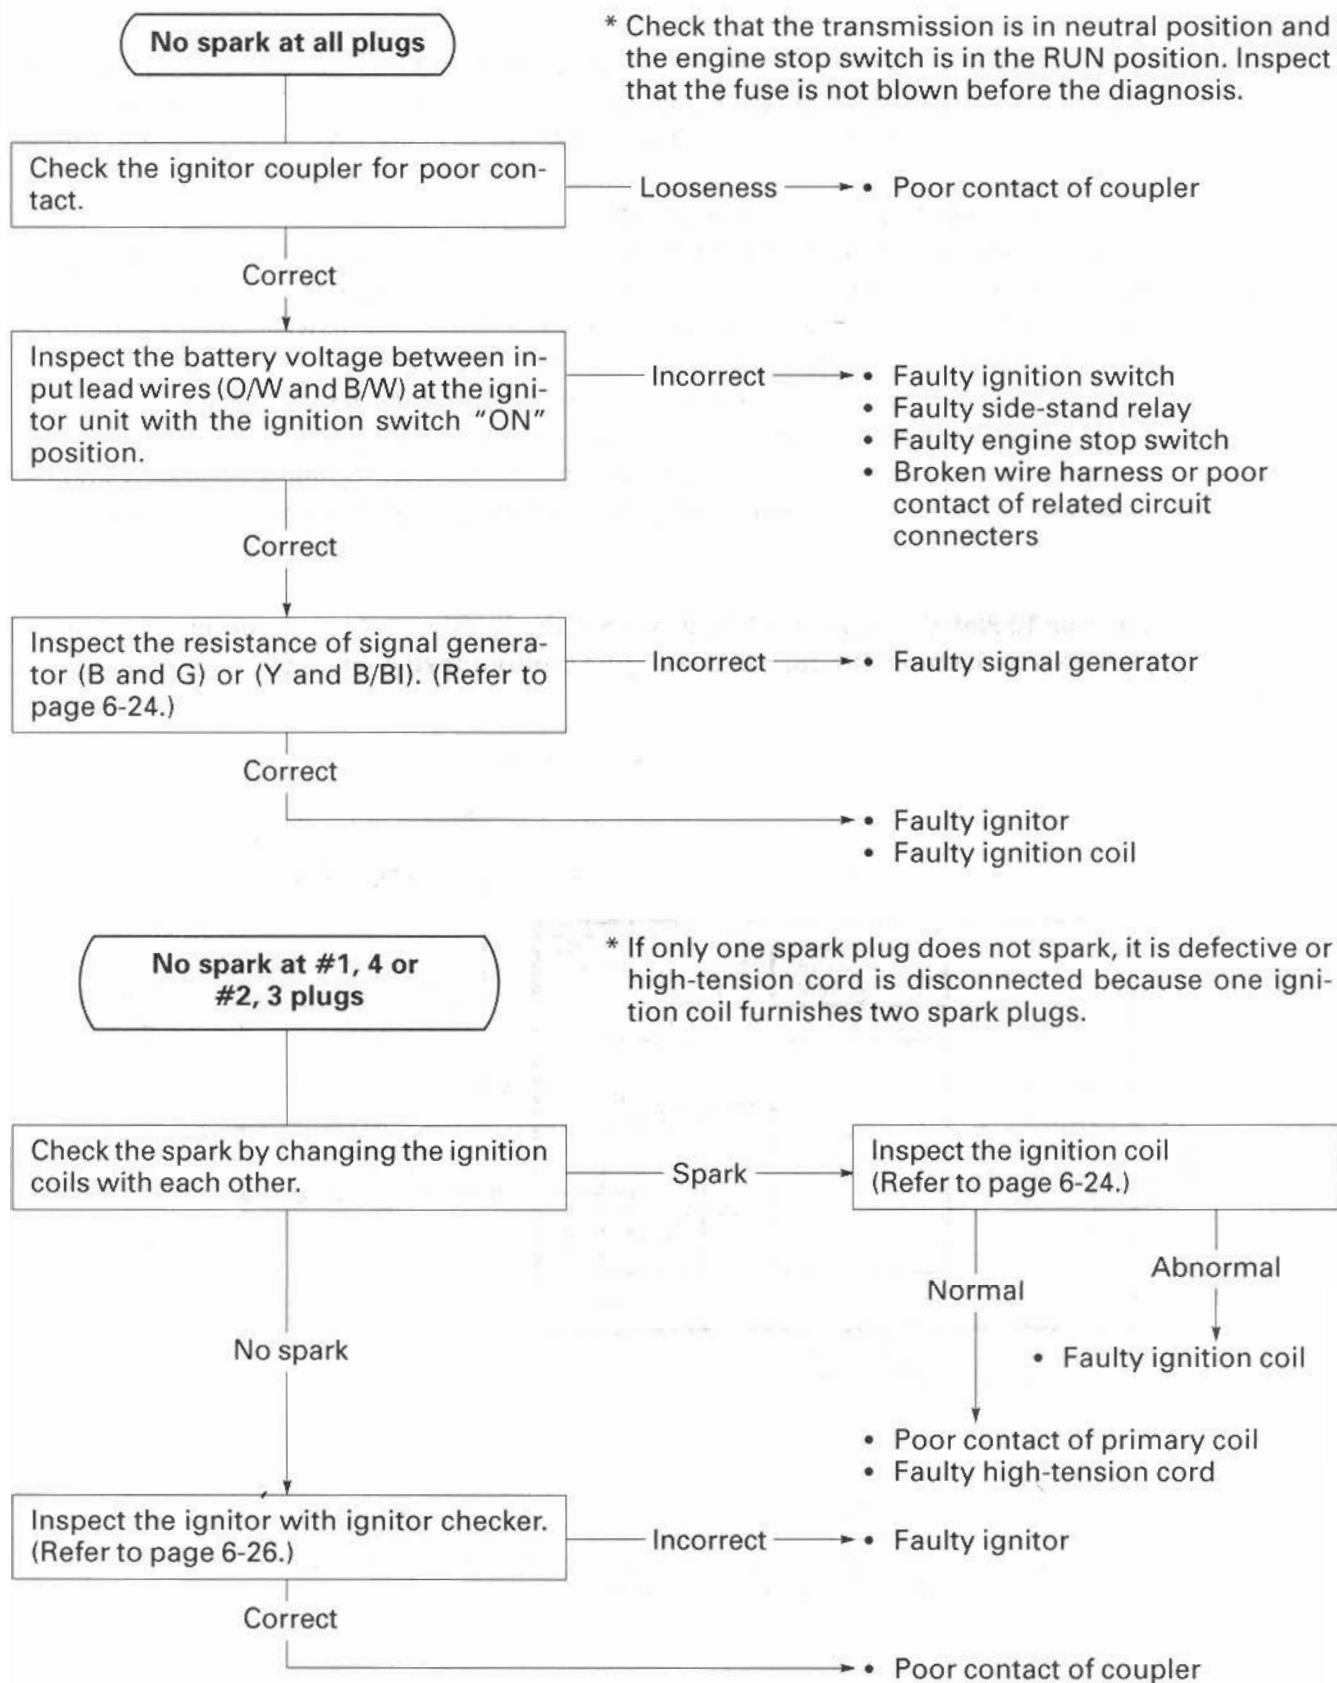 No spark at all plugs
* Check that the transmission is in neutral position and
the engine stop switch is in the RUN position. Inspect
that the fuse is not blown before the diagnosis.
Check the ignitor coupler for poor con-
tact.
Looseness
• Poor contact of coupler
Correct
Inspect the battery voltage between in-
put lead wires (O/W and B/W) at the igni-
tor unit with the ignition switch "ON"
position.
Incorrect
• Faulty ignition switch
• Faulty side-stand relay
• Faulty engine stop switch
• Broken wire harness or poor
contact of related circuit
connecters
Correct
Inspect the resistance of signal genera-
tor (B and G) or (Y and B/Bl). (Refer to
page 6-24.)
Incorrect
• Faulty signal generator
Correct
• Faulty ignitor
• Faulty ignition coil
No spark at #1, 4 or
#2, 3 plugs
* If only one spark plug does not spark, it is defective or
high-tension cord is disconnected because one igni-
tion coil furnishes two spark plugs.
Check the spark by changing the ignition
coils with each other.
Spark
Inspect the ignition coil
(Refer to page 6-24.)
Normal
Abnormal
• Faulty ignition coil
• Poor contact of primary coil
• Faulty high-tension cord
No spark
Inspect the ignitor with ignitor checker.
(Refer to page 6-26.)
Incorrect
• Faulty ignitor
Correct
• Poor contact of coupler